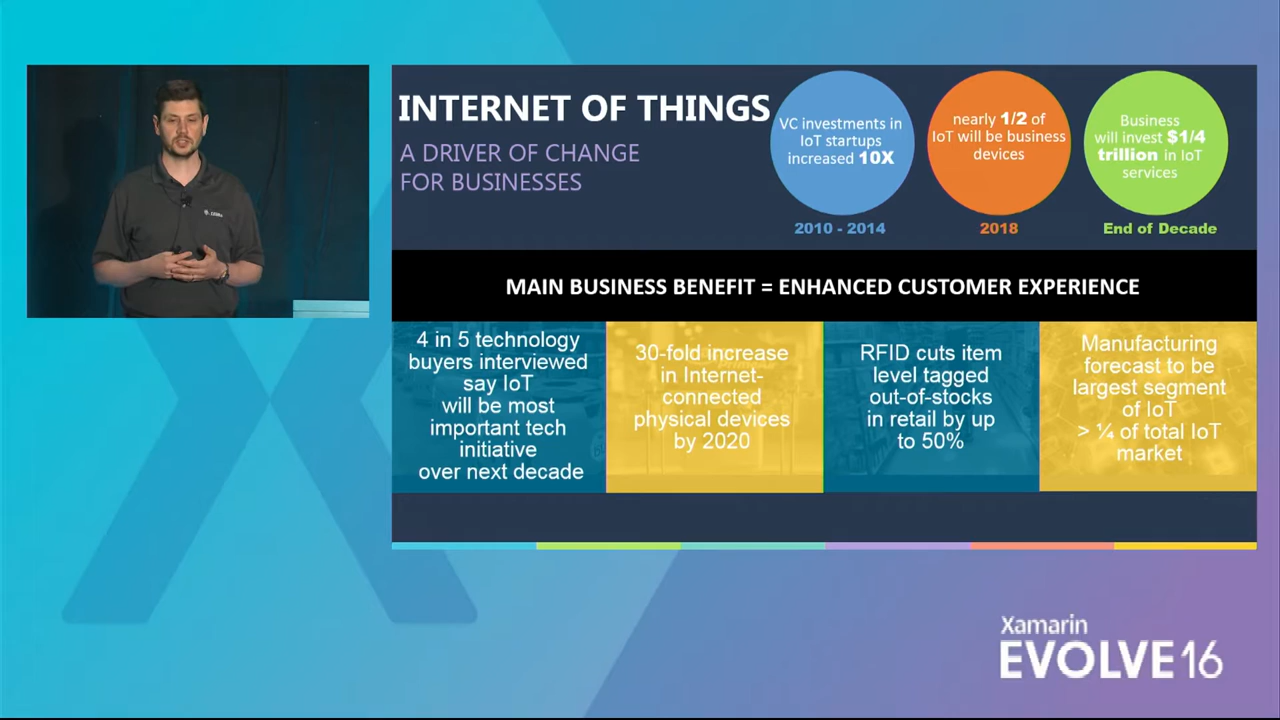 INTERNET OF THINGS
A DRIVER OF CHANGE
FOR BUSINESSES
VC investments in
IoT startups
increased 10X
2010 - 2014
nearly 1/2 of
IoT will be business
devices
2018
Business
will invest $1/4
trillion in IoT
services
End of Decade
MAIN BUSINESS BENEFIT = ENHANCED CUSTOMER EXPERIENCE
4 in 5 technology
buyers interviewed
say IoT
will be most
important tech
initiative
over next decade
30-fold increase
in Internet-
connected
physical devices
by 2020
RFID cuts item
level tagged
out-of-stocks
in retail by up
to 50%
Manufacturing
forecast to be
largest segment
of IoT
> ¼ of total IoT
market
Xamarin
EVOLVE 16